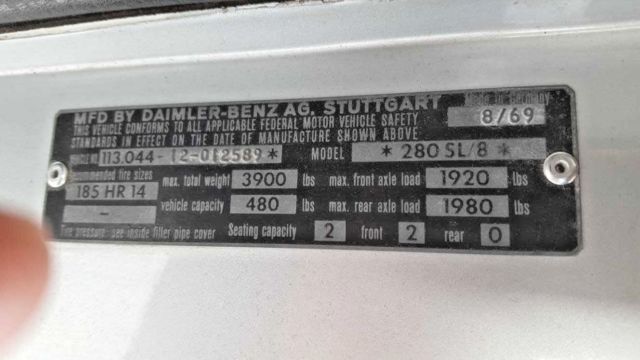 MFD BY DAIMLER-BENZ AG, STUTTGART Made in Germany
THIS VEHICLE CONFORMS TO ALL APPLICABLE FEDERAL MOTOR VEHICLE SAFETY 8/69
STANDARDS IN EFFECT ON THE DATE OF MANUFACTURE SHOWN ABOVE
113.044-12-012589* MODEL *280 SL/8*
recommended tire sizes max. total weight 3900 lbs max. front axle load 1920 lbs
185 HR 14
- vehicle capacity 480 lbs max. rear axle load 1980 lbs
Tire pressure: see inside filler pipe cover Seating capacity 2 front 2 rear 0